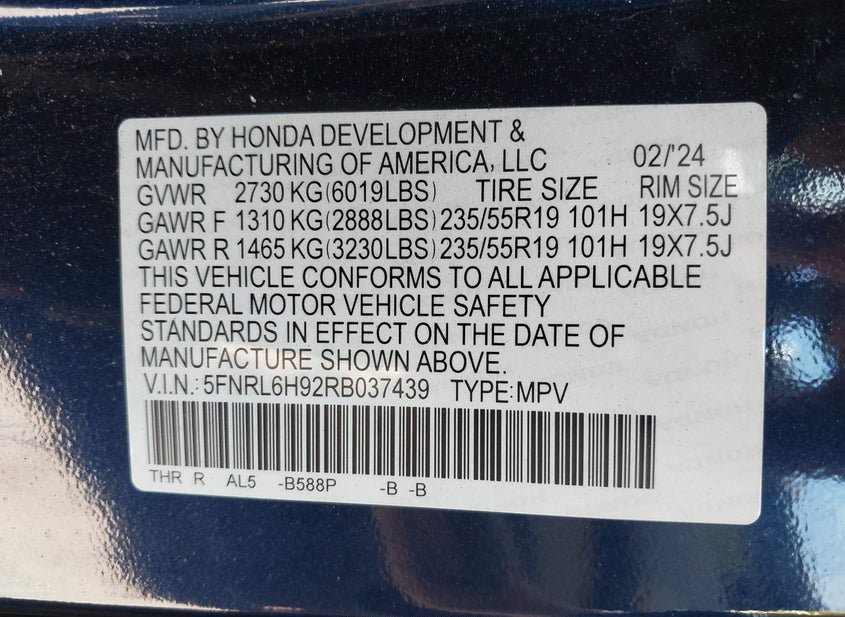 MFD. BY HONDA DEVELOPMENT &
MANUFACTURING OF AMERICA, LLC 02/'24
GVWR 2730 KG(6019LBS) TIRE SIZE RIM SIZE
GAWR F 1310 KG(2888LBS) 235/55R19 101H 19X7.5J
GAWR R 1465 KG(3230LBS) 235/55R19 101H 19X7.5J
THIS VEHICLE CONFORMS TO ALL APPLICABLE
FEDERAL MOTOR VEHICLE SAFETY
STANDARDS IN EFFECT ON THE DATE OF
MANUFACTURE SHOWN ABOVE.
V.I.N.: 5FNRL6H92RB037439 TYPE:MPV
THR R AL5 -B588P -B -B